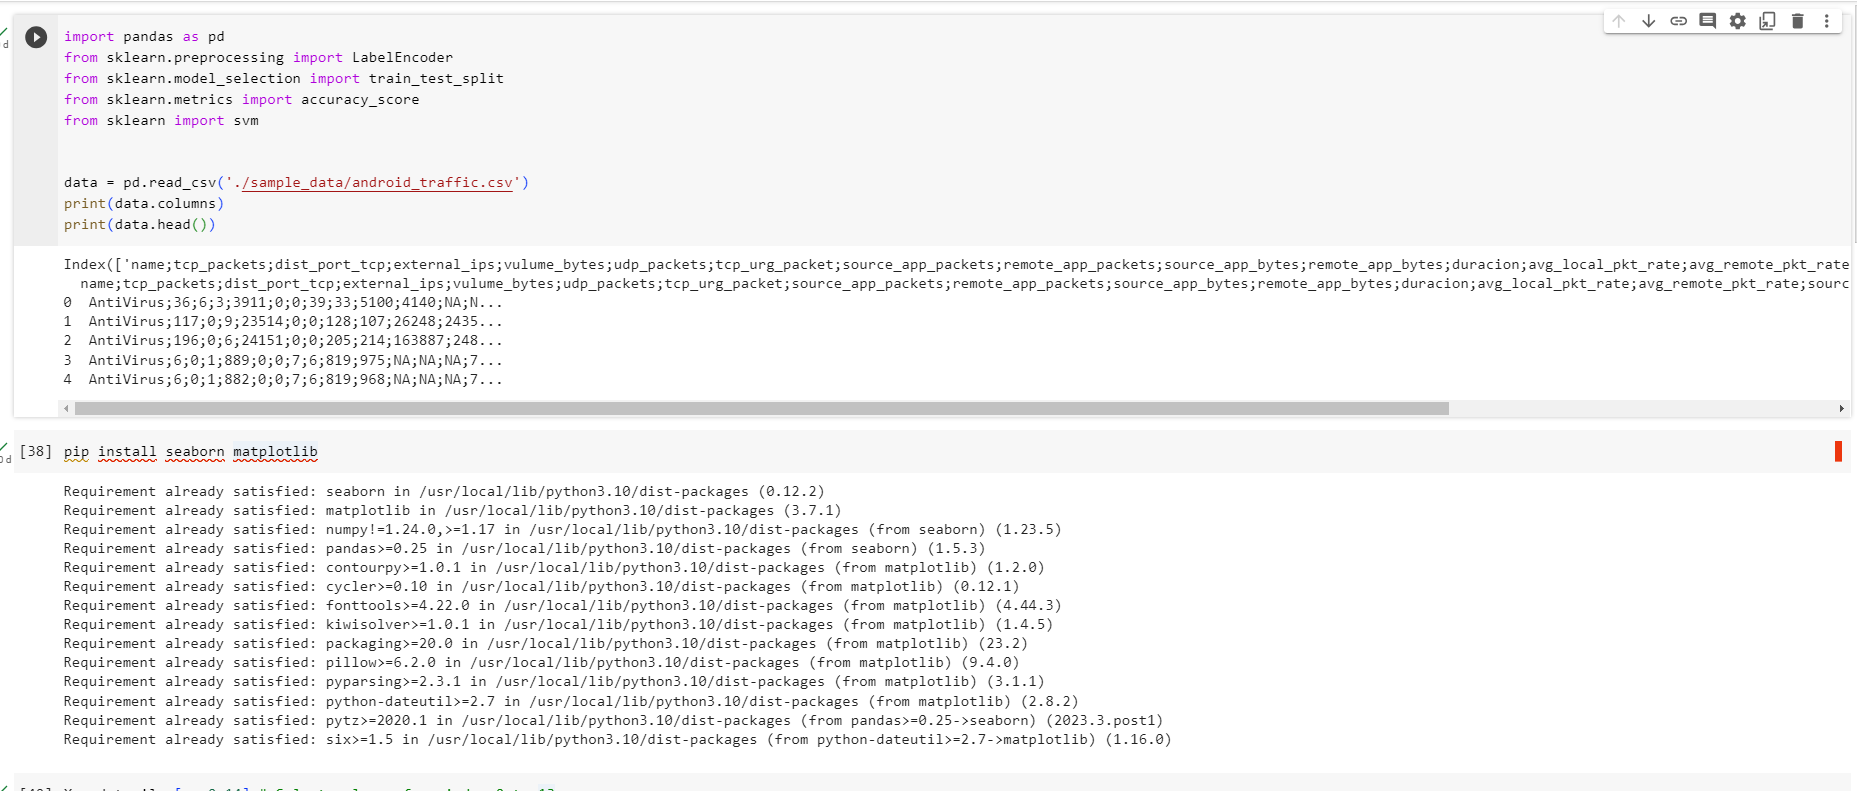 import pandas as pd
from sklearn.preprocessing import LabelEncoder
from sklearn.model_selection import train_test_split
from sklearn.metrics import accuracy_score
from sklearn import svm
data = pd.read_csv('./sample_data/android_traffic.csv')
print(data.columns)
print(data.head())
Index(['name;tcp_packets;dist_port_tcp;external_ips;vulume_bytes;udp_packets;tcp_urg_packet;source_app_packets;remote_app_packets;source_app_bytes;remote_app_bytes;duracion;avg_local_pkt_rate;avg_remote_pkt_rate
name;tcp_packets;dist_port_tcp;external_ips;vulume_bytes;udp_packets;tcp_urg_packet;source_app_packets;remote_app_packets;source_app_bytes;remote_app_bytes;duracion;avg_local_pkt_rate;avg_remote_pkt_rate;sourc
0 AntiVirus;36;6;3;3911;0;0;39;33;5100;4140;NA;N...
1 AntiVirus;117;0;9;23514;0;0;128;107;26248;2435...
2 AntiVirus;196;0;6;24151;0;0;205;214;163887;248...
3 AntiVirus;6;0;1;889;0;0;7;6;819;975;NA;NA;NA;7...
4 AntiVirus;6;0;1;882;0;0;7;6;819;968;NA;NA;NA;7...
[38] pip install seaborn matplotlib
Requirement already satisfied: seaborn in /usr/local/lib/python3.10/dist-packages (0.12.2)
Requirement already satisfied: matplotlib in /usr/local/lib/python3.10/dist-packages (3.7.1)
Requirement already satisfied: numpy!=1.24.0,>=1.17 in /usr/local/lib/python3.10/dist-packages (from seaborn) (1.23.5)
Requirement already satisfied: pandas>=0.25 in /usr/local/lib/python3.10/dist-packages (from seaborn) (1.5.3)
Requirement already satisfied: contourpy>=1.0.1 in /usr/local/lib/python3.10/dist-packages (from matplotlib) (1.2.0)
Requirement already satisfied: cycler>=0.10 in /usr/local/lib/python3.10/dist-packages (from matplotlib) (0.12.1)
Requirement already satisfied: fonttools>=4.22.0 in /usr/local/lib/python3.10/dist-packages (from matplotlib) (4.44.3)
Requirement already satisfied: kiwisolver>=1.0.1 in /usr/local/lib/python3.10/dist-packages (from matplotlib) (1.4.5)
Requirement already satisfied: packaging>=20.0 in /usr/local/lib/python3.10/dist-packages (from matplotlib) (23.2)
Requirement already satisfied: pillow>=6.2.0 in /usr/local/lib/python3.10/dist-packages (from matplotlib) (9.4.0)
Requirement already satisfied: pyparsing>=2.3.1 in /usr/local/lib/python3.10/dist-packages (from matplotlib) (3.1.1)
Requirement already satisfied: python-dateutil>=2.7 in /usr/local/lib/python3.10/dist-packages (from matplotlib) (2.8.2)
Requirement already satisfied: pytz>=2020.1 in /usr/local/lib/python3.10/dist-packages (from pandas>=0.25->seaborn) (2023.3.post1)
Requirement already satisfied: six>=1.5 in /usr/local/lib/python3.10/dist-packages (from python-dateutil>=2.7->matplotlib) (1.16.0)